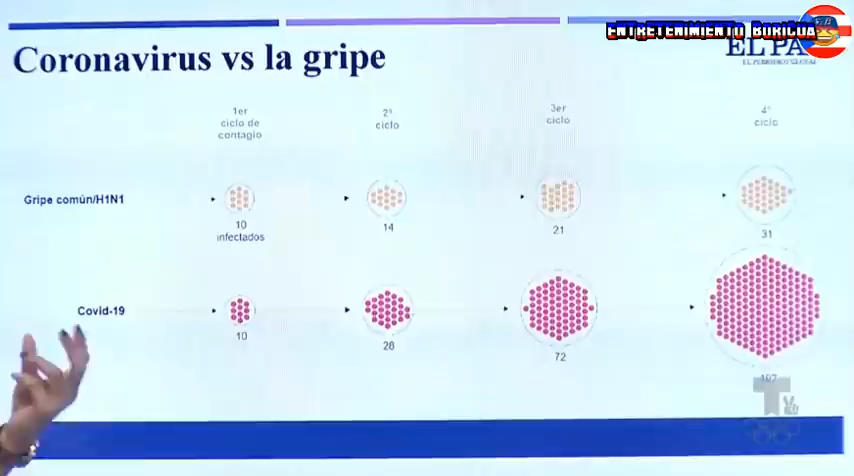 ENTRETENIMIENTO BORICUA
EL PA
EL PERIÓDICO GLOBAL
Coronavirus vs la gripe
1er
ciclo de
contagio
2º
ciclo
3er
ciclo
4º
ciclo
Gripe común/H1N1
10
infectados
14
21
31
Covid-19
10
28
72